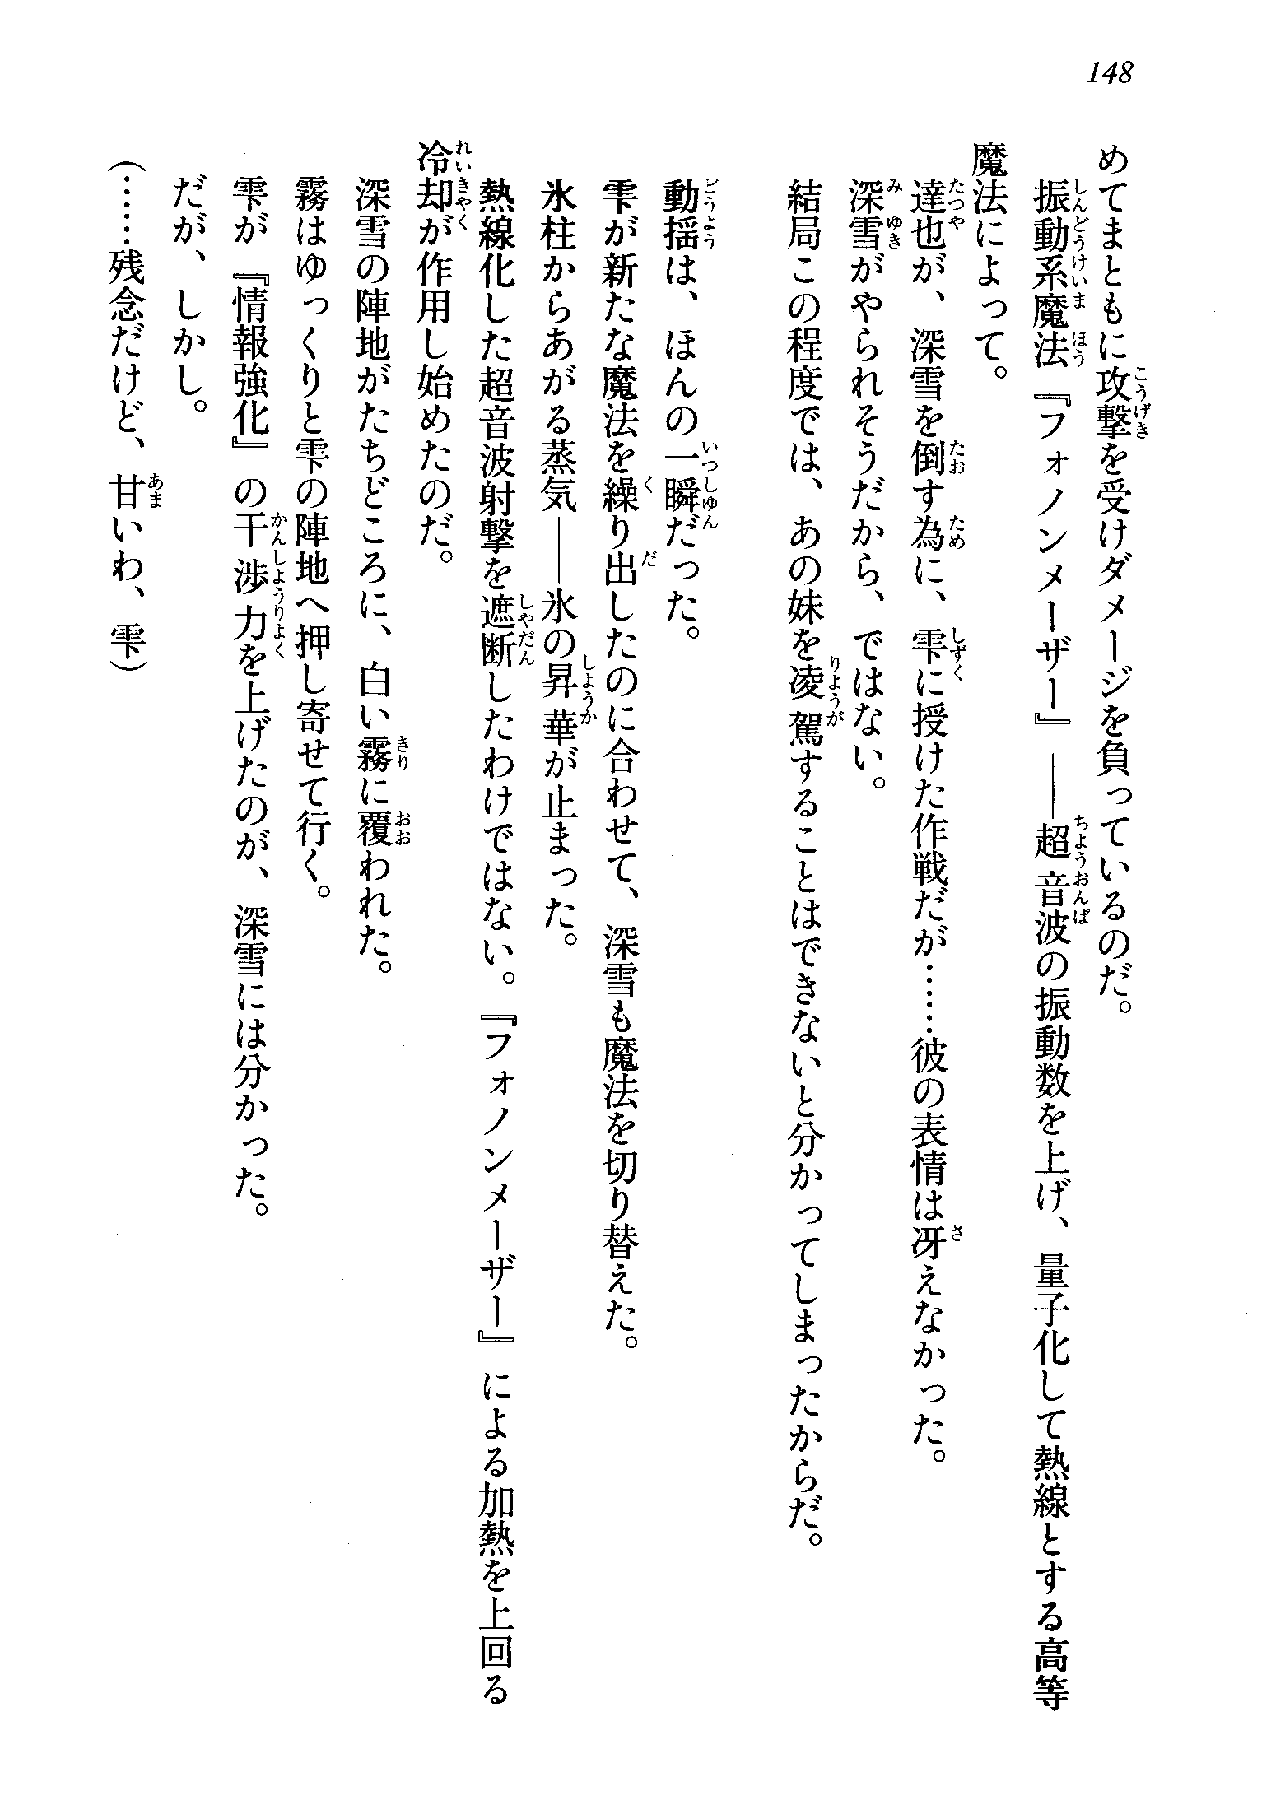 148
めてまともに攻撃を受けダメージを負っているのだ。
振動系魔法『フォノンメーザー』――超音波の振動数を上げ、量子化して熱線とする高等
魔法によって。
達也が、深雪を倒す為に、雫に授けた作戦だが……彼の表情は冴えなかった。
深雪がやられそうだから、ではない。
結局この程度では、あの妹を凌駕することはできないと分かってしまったからだ。
動揺は、ほんの一瞬だった。
雫が新たな魔法を繰り出したのに合わせて、深雪も魔法を切り替えた。
氷柱からあがる蒸気――氷の昇華が止まった。
熱線化した超音波射撃を遮断したわけではない。『フォノンメーザー』による加熱を上回る
冷却が作用し始めたのだ。
深雪の陣地がたちどころに、白い霧に覆われた。
霧はゆっくりと雫の陣地へ押し寄せて行く。
雫が『情報強化』の干渉力を上げたのが、深雪には分かった。
だが、しかし。
（……残念だけど、甘いわ、雫）